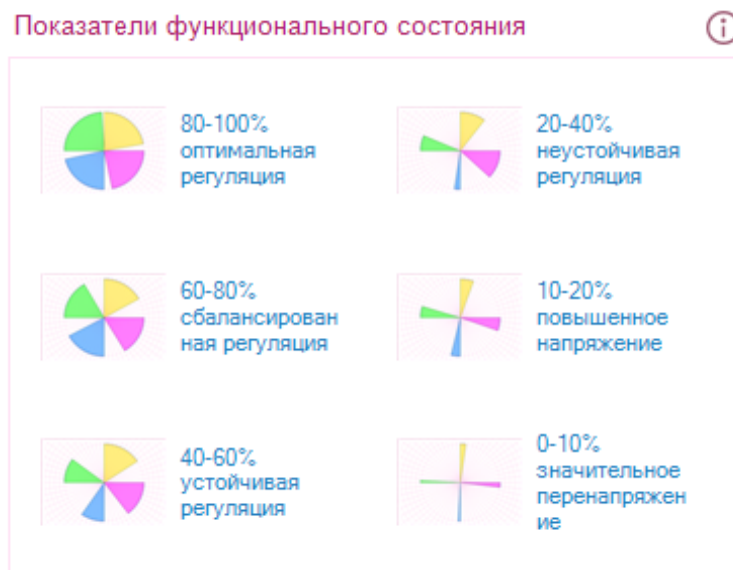 Показатели функционального состояния
80-100%
оптимальная
регуляция
20-40%
неустойчивая
регуляция
60-80%
сбалансирован
ная регуляция
10-20%
повышенное
напряжение
40-60%
устойчивая
регуляция
0-10%
значительное
перенапряжен
ие